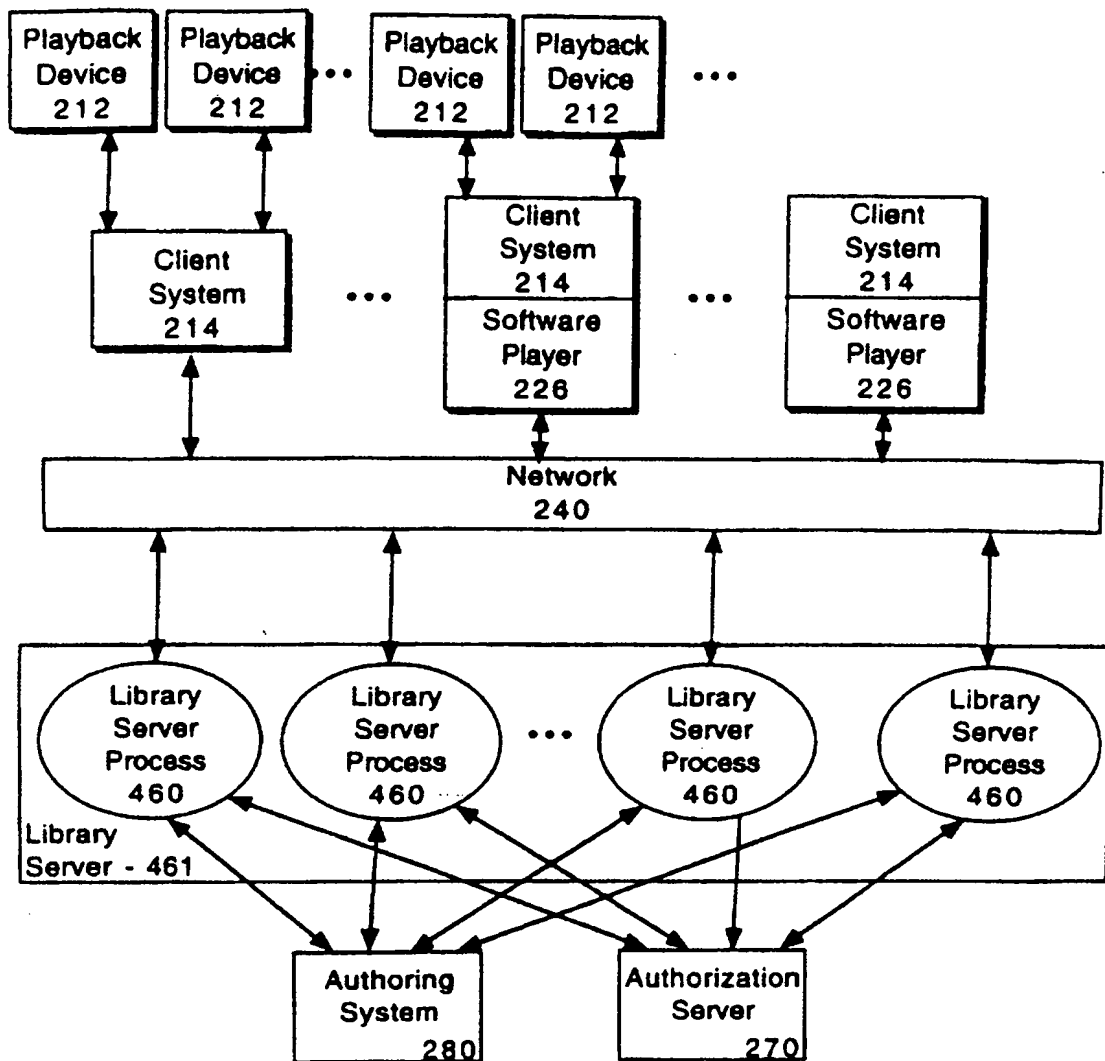 Playback
Device
212
Playback
Device
212
Playback
Device
212
Playback
Device
212
Client
System
214
Client
System
214
Software
Player
226
Client
System
214
Software
Player
226
Network
240
Library
Server
Process
460
Library
Server
Process
460
Library
Server
Process
460
Library
Server
Process
460
Library
Server - 461
Authoring
System
280
Authorization
Server
270